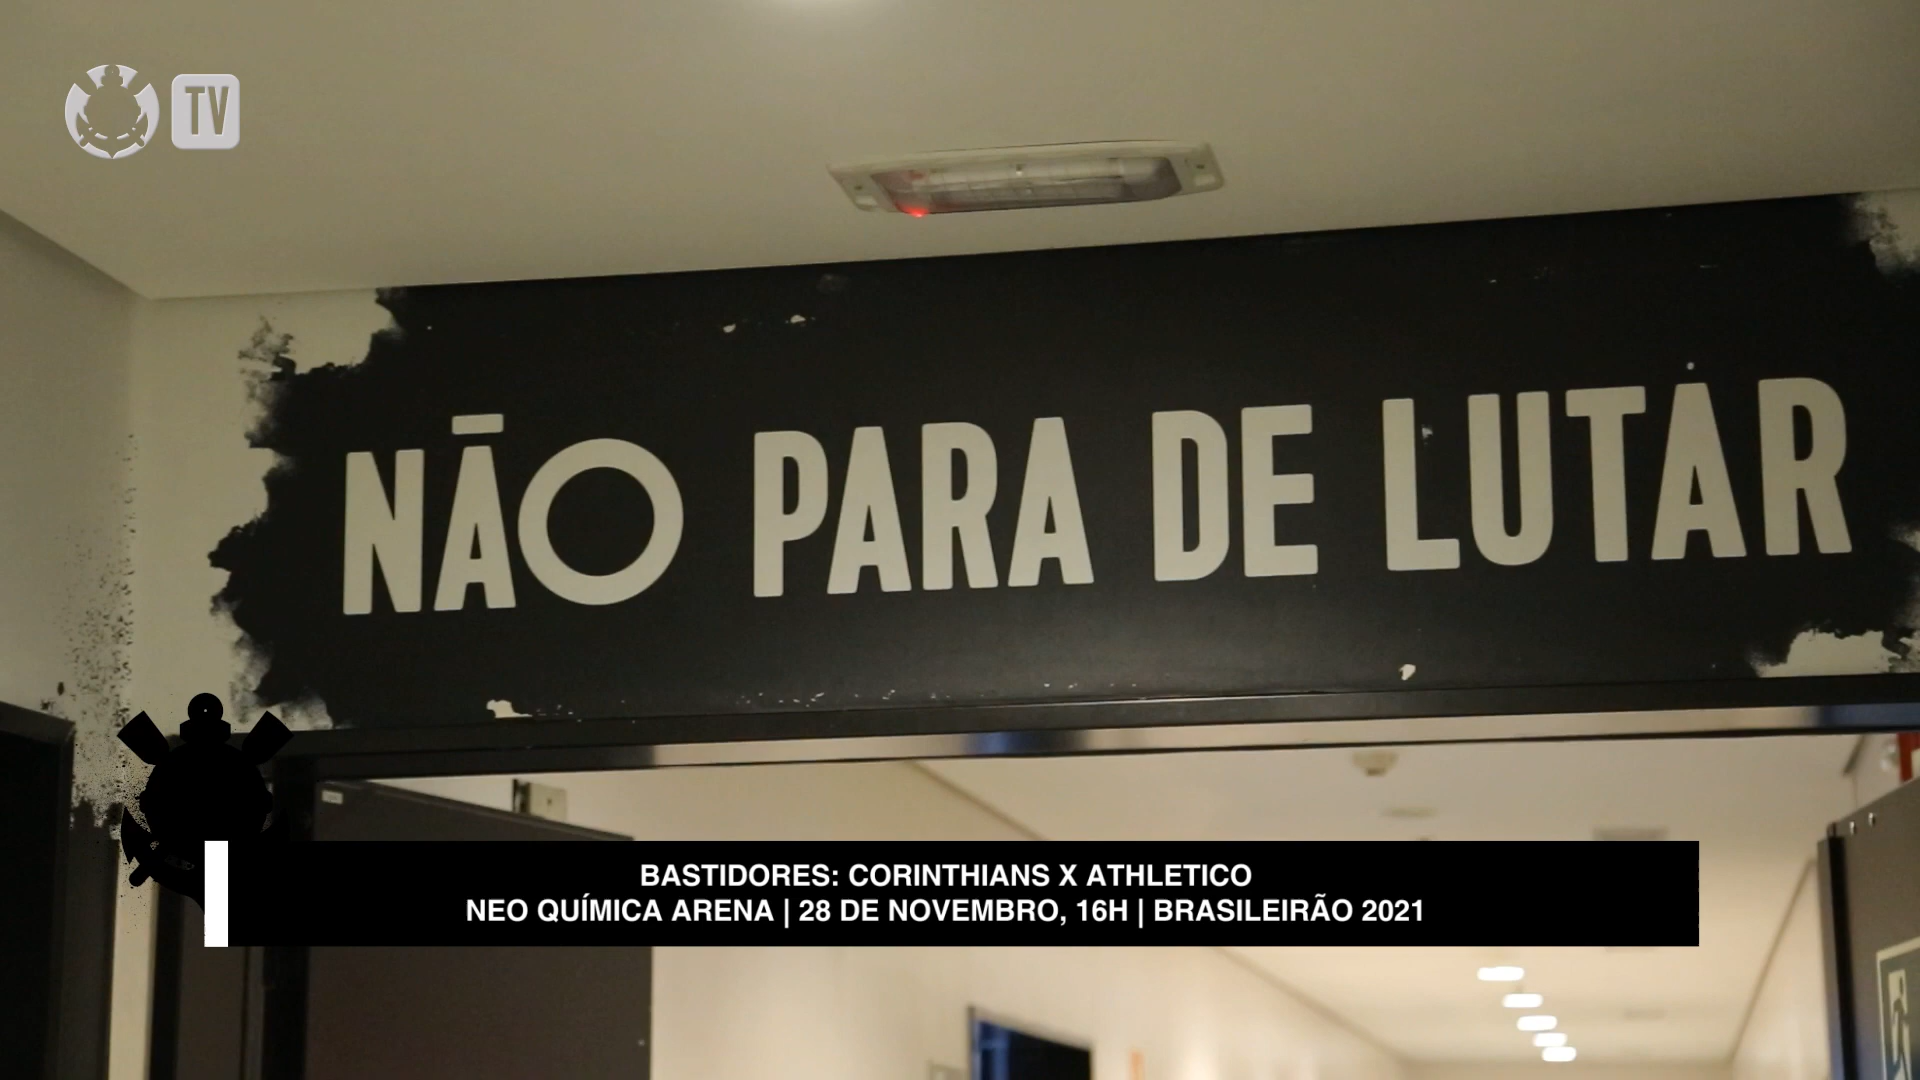 TV
NÃO PARA DE LUTAR
BASTIDORES: CORINTHIANS X ATHLETICO
NEO QUÍMICA ARENA | 28 DE NOVEMBRO, 16H | BRASILEIRÃO 2021